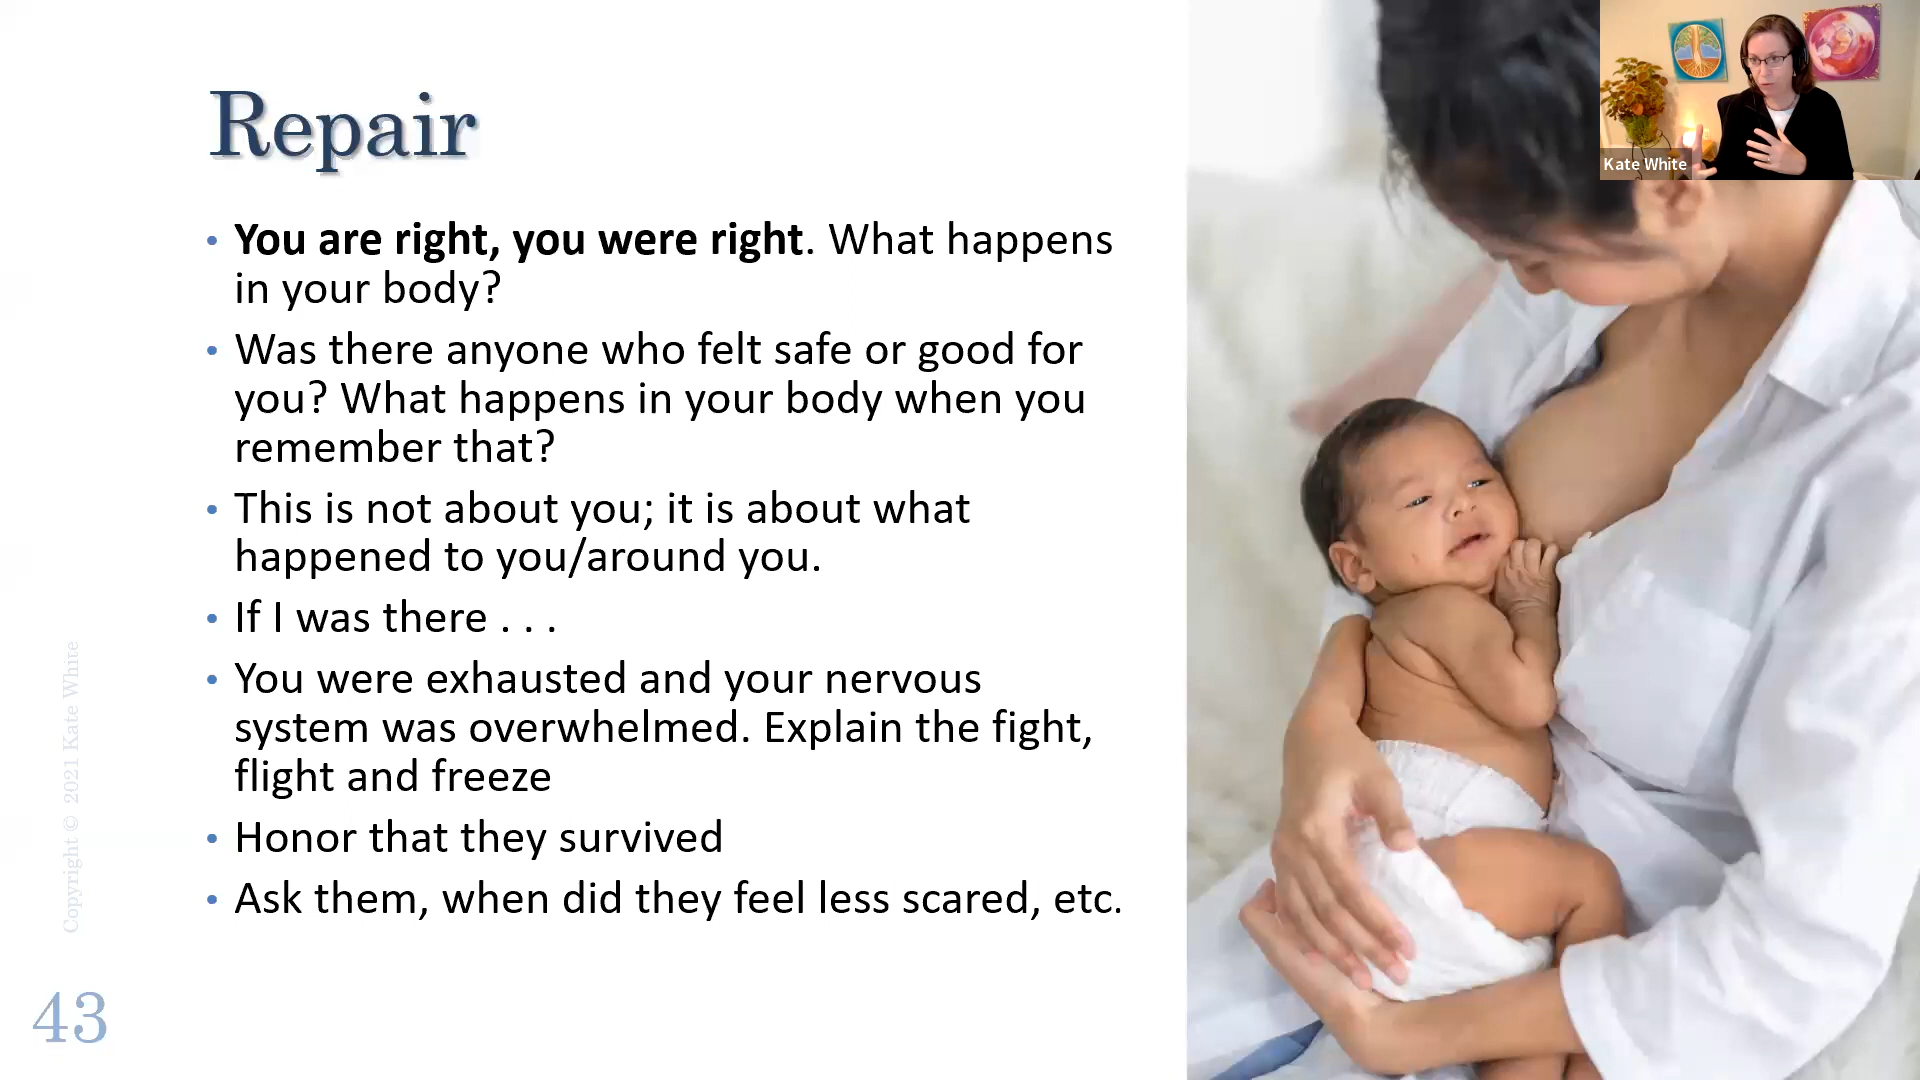 Repair
• You are right, you were right. What happens
in your body?
• Was there anyone who felt safe or good for
you? What happens in your body when you
remember that?
• This is not about you; it is about what
happened to you/around you.
• If I was there . . .
• You were exhausted and your nervous
system was overwhelmed. Explain the fight,
flight and freeze
• Honor that they survived
• Ask them, when did they feel less scared, etc.
Copyright © 2021 Kate White
43
Kate White